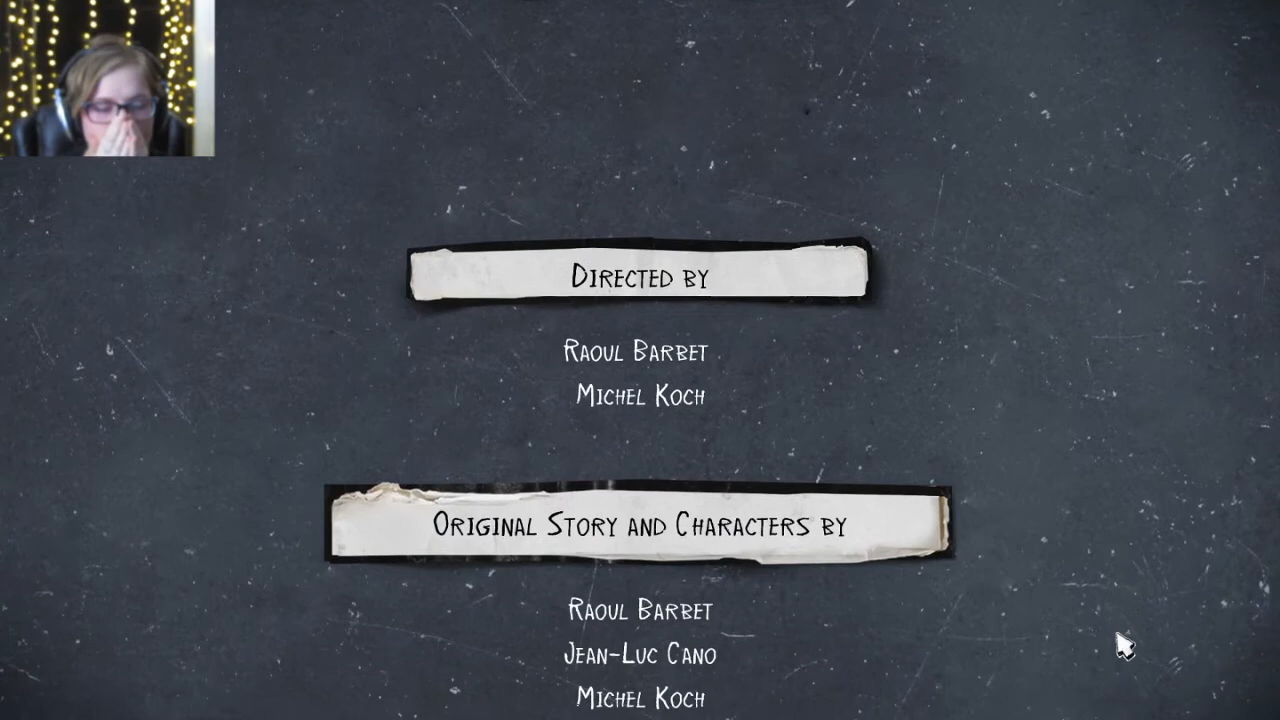 Directed by
Raoul Barbet
Michel Koch
Original Story and Characters by
Raoul Barbet
Jean-Luc Cano
Michel Koch